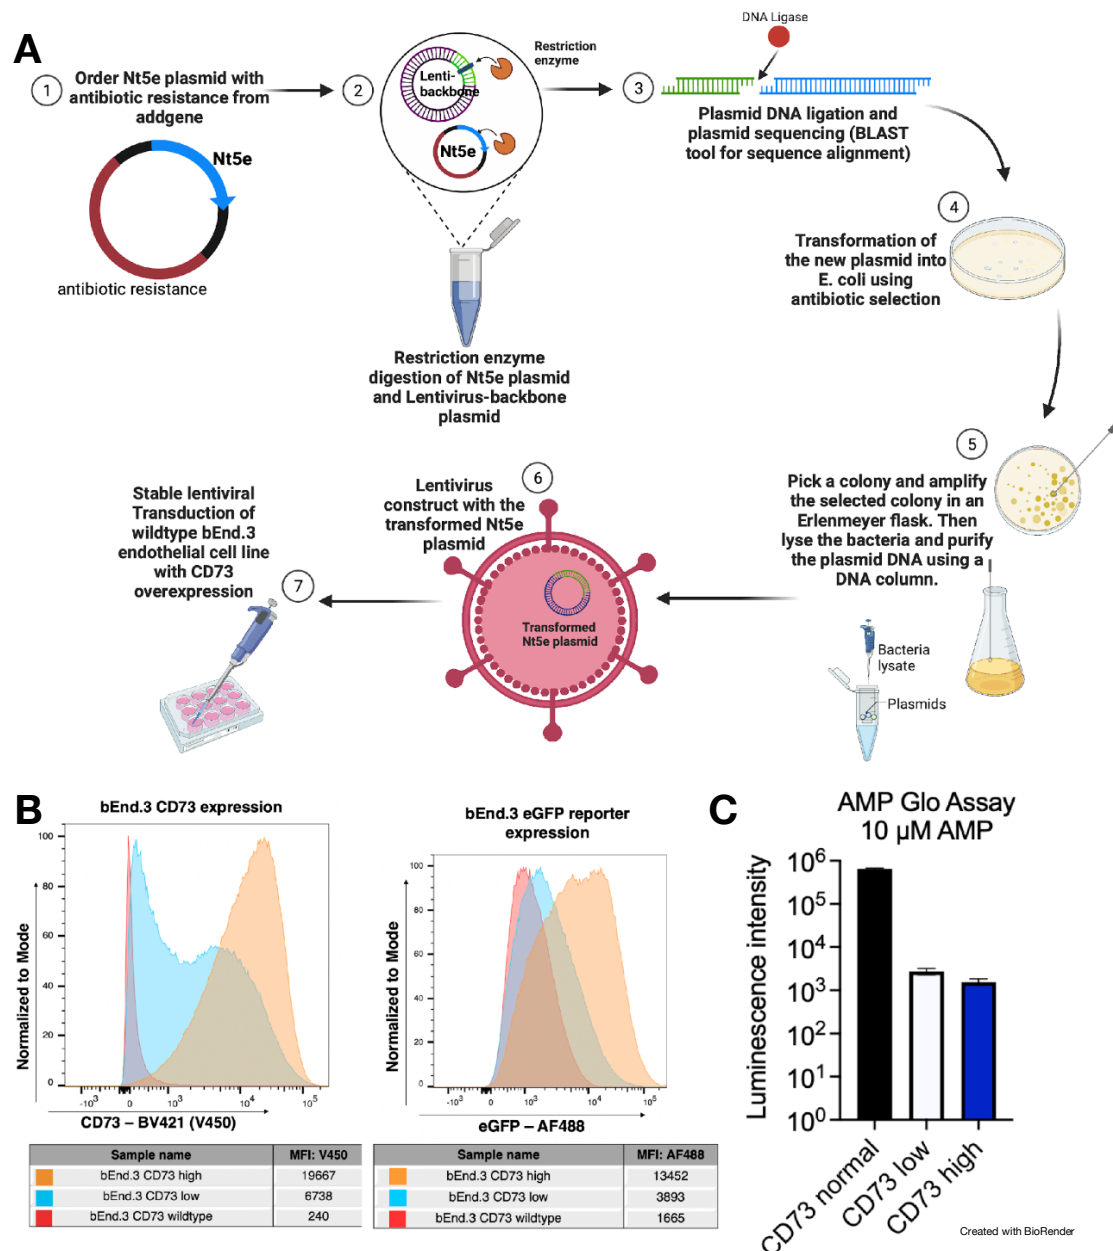 A
1
Order Nt5e plasmid with
antibiotic resistance from
addgene
Nt5e
antibiotic resistance
2
Lenti-
backbone
Nt5e
Restriction
enzyme
Restriction enzyme
digestion of Nt5e plasmid
and Lentivirus-backbone
plasmid
DNA Ligase
3
Plasmid DNA ligation and
plasmid sequencing (BLAST
tool for sequence alignment)
4
Transformation of
the new plasmid into
E. coli using
antibiotic selection
5
Pick a colony and amplify
the selected colony in an
Erlenmeyer flask. Then
lyse the bacteria and purify
the plasmid DNA using a
DNA column.
Bacteria
lysate
Plasmids
6
Lentivirus
construct with the
transformed Nt5e
plasmid
Transformed
Nt5e plasmid
7
Stable lentiviral
Transduction of
wildtype bEnd.3
endothelial cell line
with CD73
overexpression
B
bEnd.3 CD73 expression
Normalized to Mode
100
80
60
40
20
0
-10³ 0 10³ 10⁴ 10⁵
CD73 – BV421 (V450)
Sample name MFI: V450
bEnd.3 CD73 high 19667
bEnd.3 CD73 low 6738
bEnd.3 CD73 wildtype 240
bEnd.3 eGFP reporter
expression
Normalized to Mode
100
80
60
40
20
0
-10³ 0 10³ 10⁴ 10⁵
eGFP – AF488
Sample name MFI: AF488
bEnd.3 CD73 high 13452
bEnd.3 CD73 low 3893
bEnd.3 CD73 wildtype 1665
C
AMP Glo Assay
10 µM AMP
Luminescence intensity
10⁶
10⁵
10⁴
10³
10²
10¹
10⁰
CD73 normal
CD73 low
CD73 high
Created with BioRender